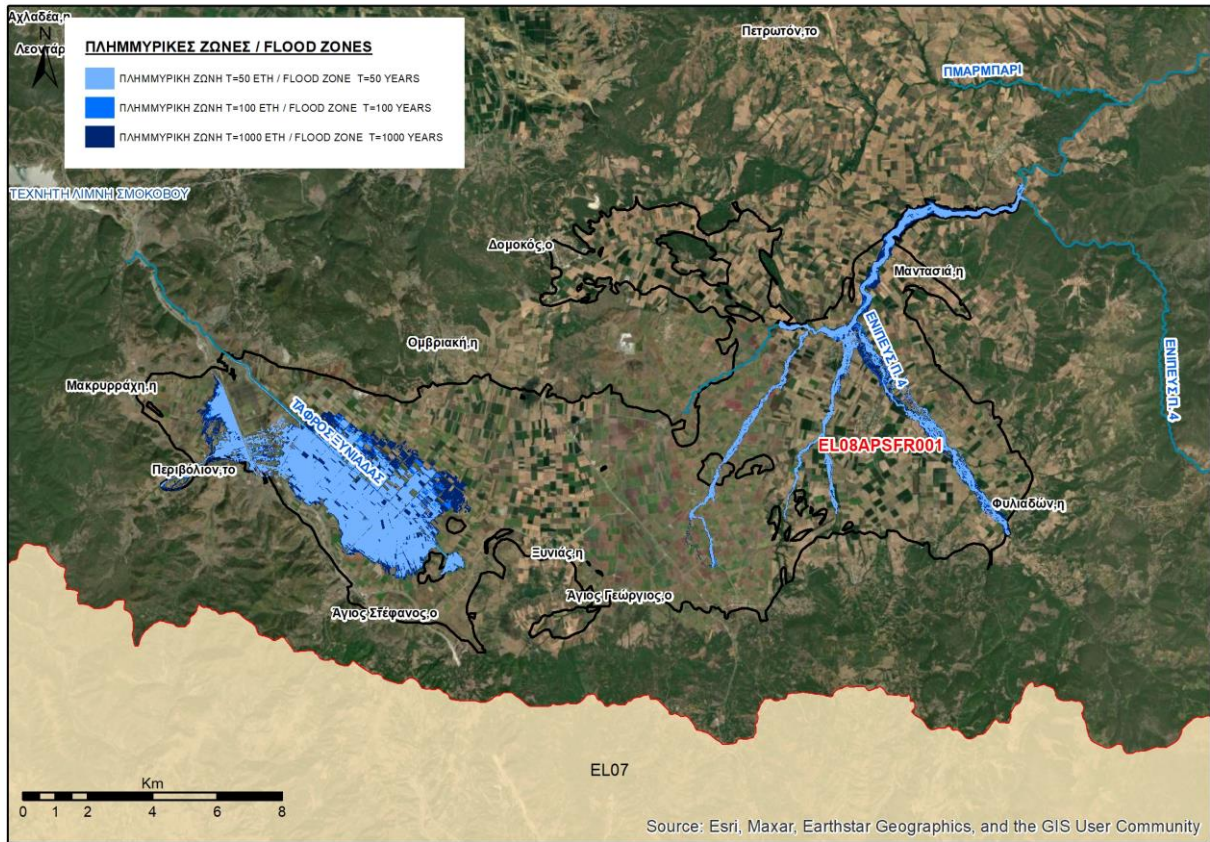 Αχλαδέα,η
Λεοντάρ
N
Πετρωτόν,το
ΠΛΗΜΜΥΡΙΚΕΣ ΖΩΝΕΣ / FLOOD ZONES
ΠΛΗΜΜΥΡΙΚΗ ΖΩΝΗ T=50 ΕΤΗ / FLOOD ZONE T=50 YEARS
ΠΛΗΜΜΥΡΙΚΗ ΖΩΝΗ T=100 ΕΤΗ / FLOOD ZONE T=100 YEARS
ΠΛΗΜΜΥΡΙΚΗ ΖΩΝΗ T=1000 ΕΤΗ / FLOOD ZONE T=1000 YEARS
ΠΜΑΡΜΠΑΡΙ
ΤΕΧΝΗΤΗ ΛΙΜΝΗ ΣΜΟΚΟΒΟΥ
Δομοκός,ο
Μαντασιά,η
Ομβριακή,η
ΕΝΙΠΕΥΣ Π. 4
ΕΝΙΠΕΥΣ Π. 4
Μακρυρράχη,η
ΤΑΦΡΟΣ ΞΥΝΙΑΔΑΣ
EL08APSFR001
Περιβόλιον,το
Φυλιαδών,η
Ξυνιάς,η
Άγιος Γεώργιος,ο
Άγιος Στέφανος,ο
EL07
Km
0 1 2 4 6 8
Source: Esri, Maxar, Earthstar Geographics, and the GIS User Community